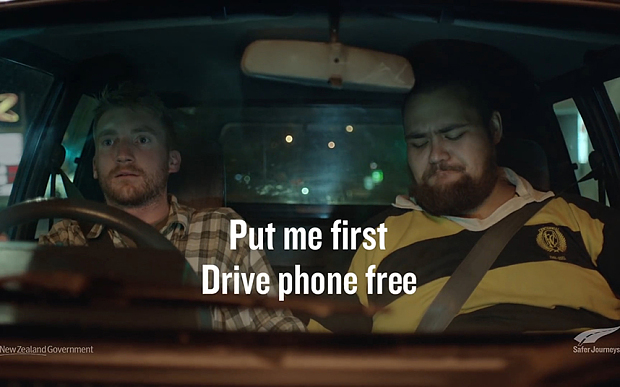 Put me first
Drive phone free
New Zealand Government
Safer Journeys